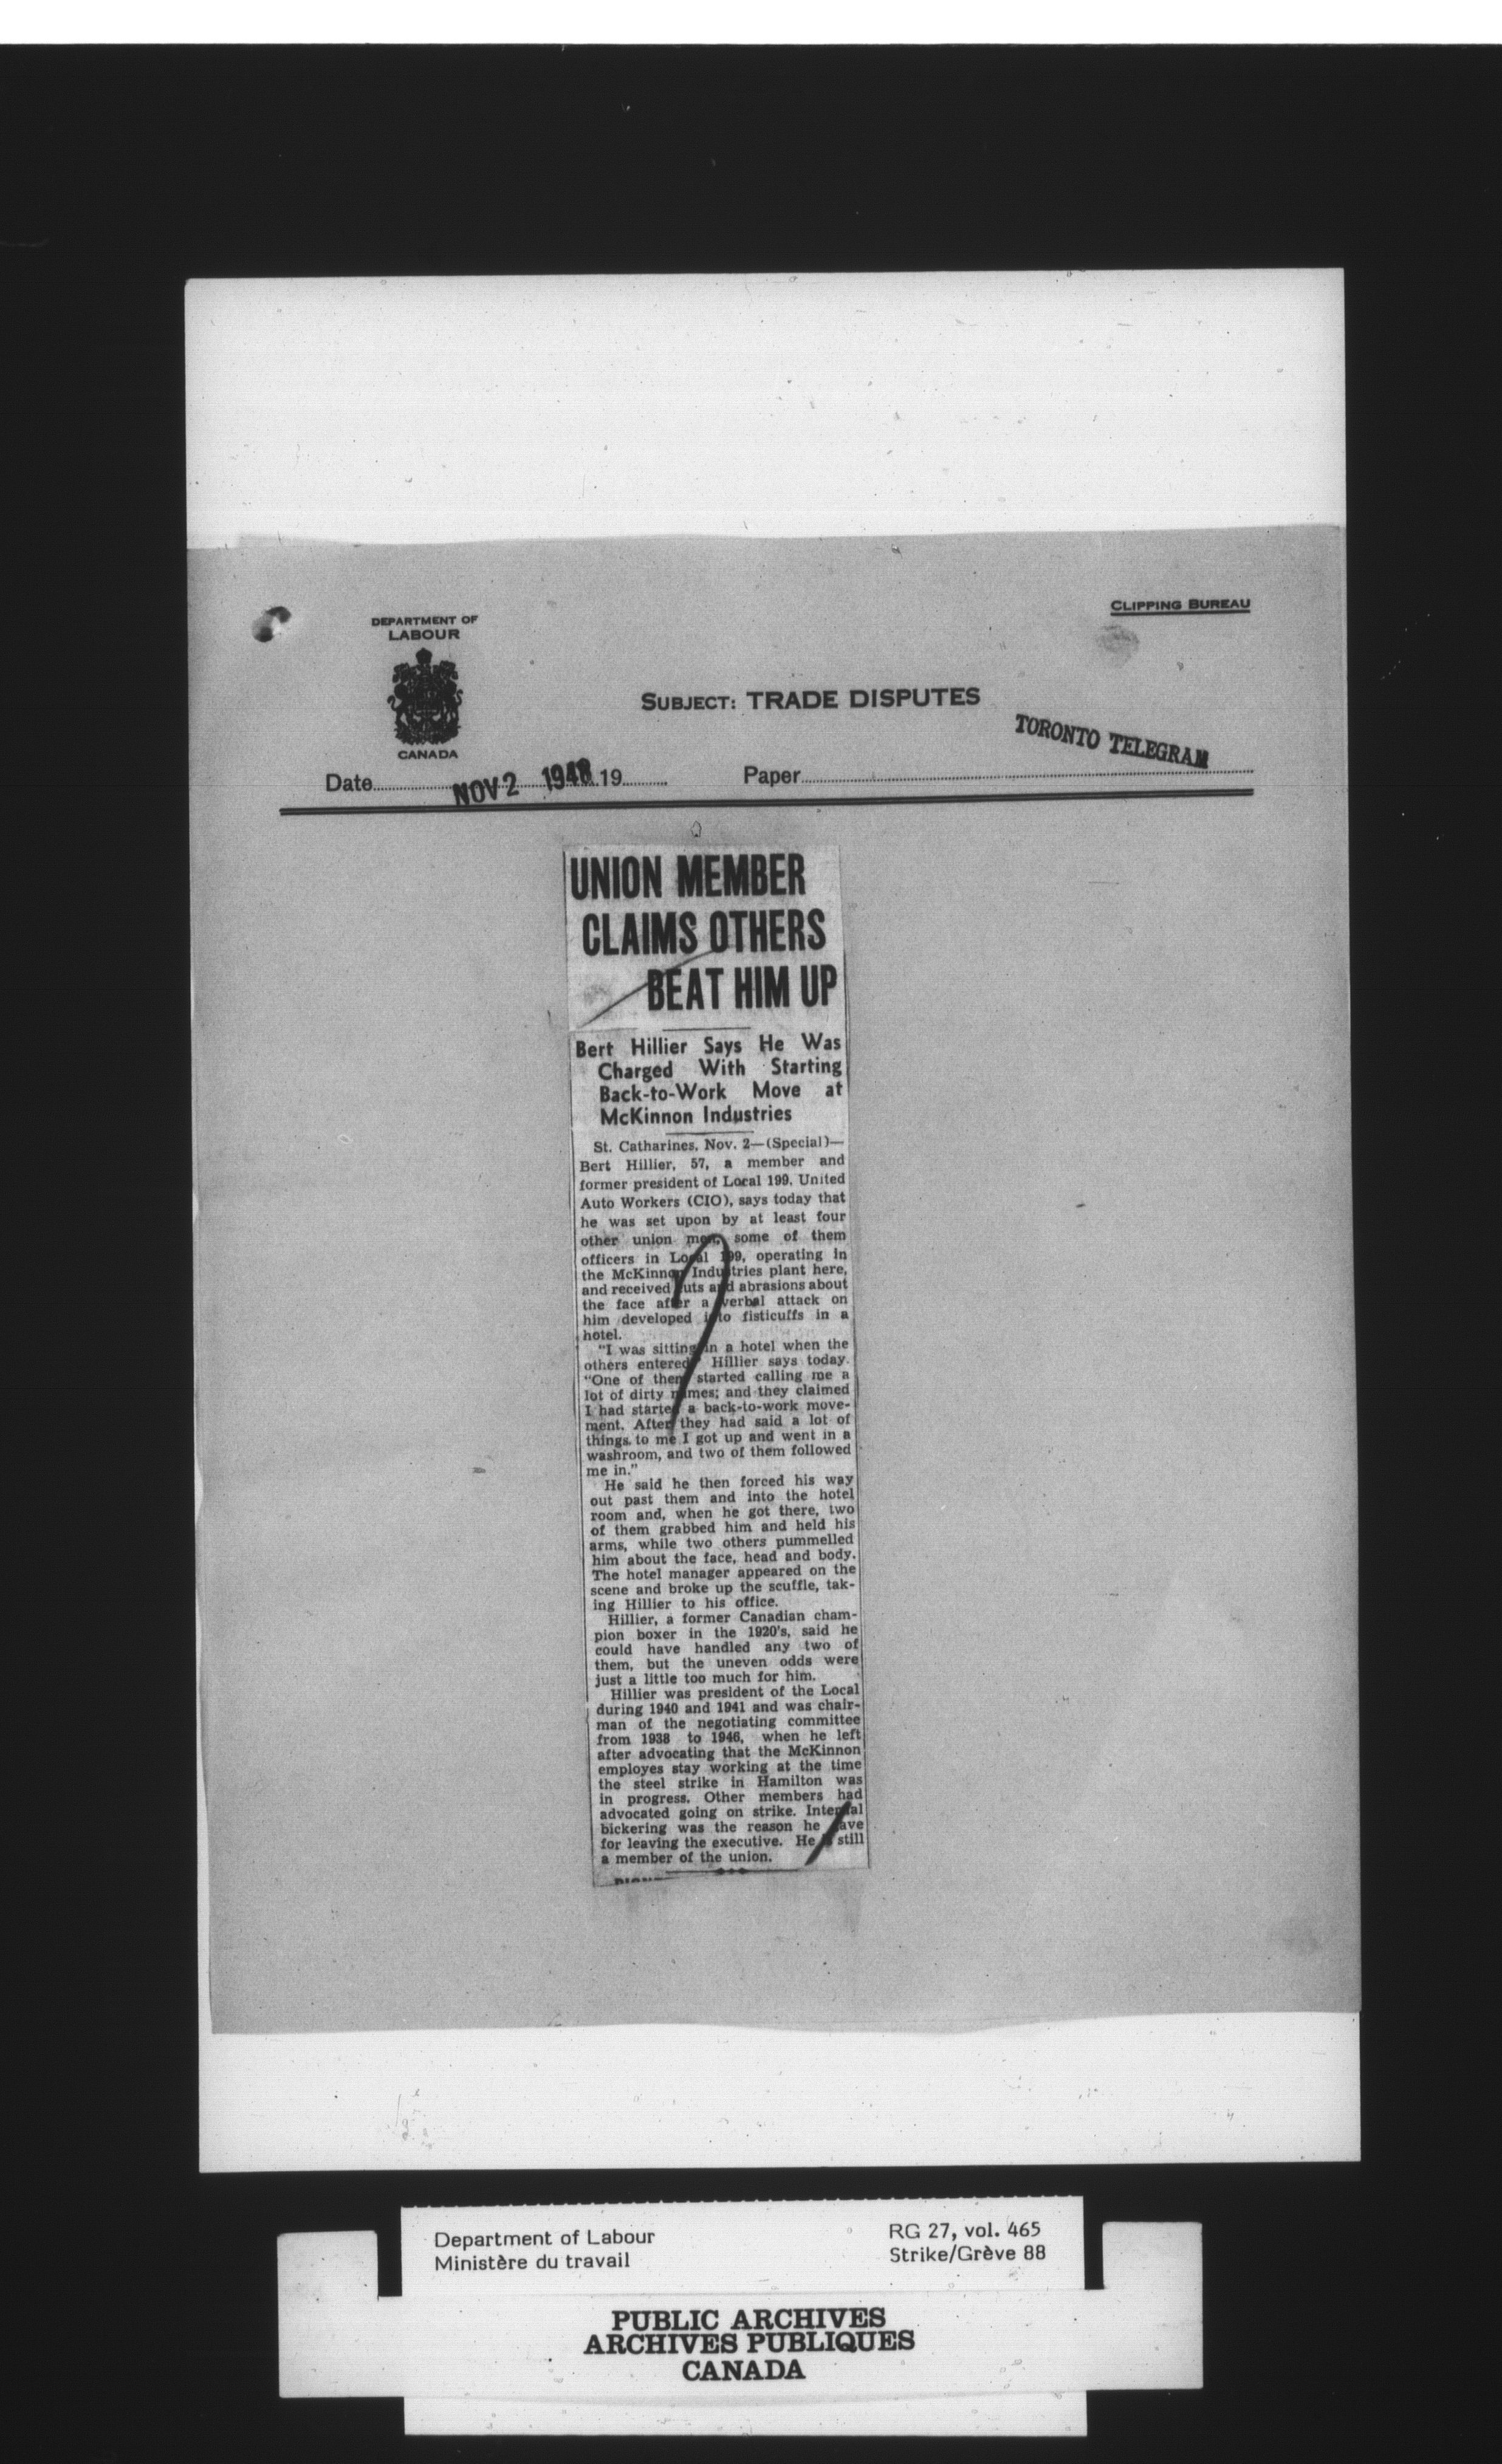 CLIPPING BUREAU
DEPARTMENT OF
LABOUR
CANADA
SUBJECT: TRADE DISPUTES
TORONTO TELEGRAM
Date NOV 2 1948 19 Paper
UNION MEMBER
CLAIMS OTHERS
BEAT HIM UP
Bert Hillier Says He Was
Charged With Starting
Back-to-Work Move at
McKinnon Industries
St. Catharines, Nov. 2—(Special)—
Bert Hillier, 57, a member and
former president of Local 199, United
Auto Workers (CIO), says today that
he was set upon by at least four
other union men, some of them
officers in Local 199, operating in
the McKinnon Industries plant here,
and received cuts and abrasions about
the face after a verbal attack on
him developed into fisticuffs in a
hotel.
"I was sitting in a hotel when the
others entered," Hillier says today.
"One of them started calling me a
lot of dirty names; and they claimed
I had started a back-to-work move-
ment. After they had said a lot of
things to me I got up and went in a
washroom, and two of them followed
me in."
He said he then forced his way
out past them and into the hotel
room and, when he got there, two
of them grabbed him and held his
arms, while two others pummelled
him about the face, head and body.
The hotel manager appeared on the
scene and broke up the scuffle, tak-
ing Hillier to his office.
Hillier, a former Canadian cham-
pion boxer in the 1920's, said he
could have handled any two of
them, but the uneven odds were
just a little too much for him.
Hillier was president of the Local
during 1940 and 1941 and was chair-
man of the negotiating committee
from 1938 to 1946, when he left
after advocating that the McKinnon
employes stay working at the time
the steel strike in Hamilton was
in progress. Other members had
advocated going on strike. Internal
bickering was the reason he gave
for leaving the executive. He is still
a member of the union.
Department of Labour
Ministère du travail
RG 27, vol. 465
Strike/Grève 88
PUBLIC ARCHIVES
ARCHIVES PUBLIQUES
CANADA